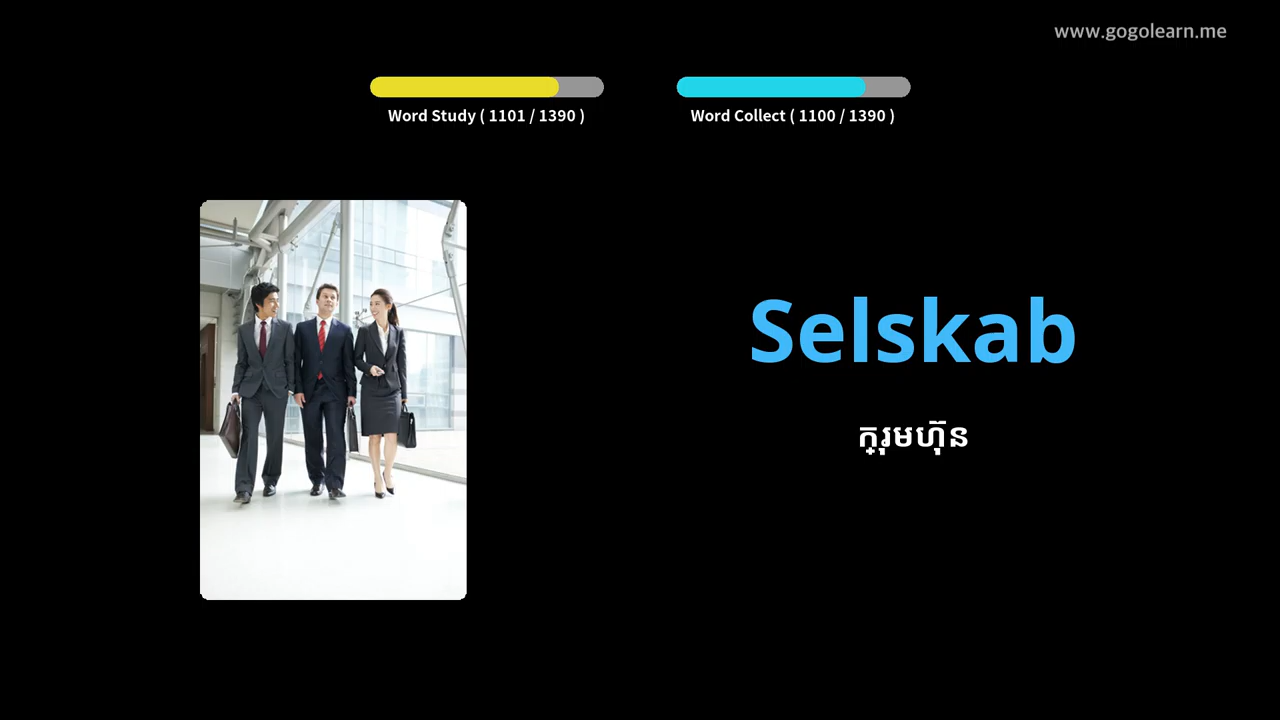 www.gogolearn.me
Word Study ( 1101 / 1390 )
Word Collect ( 1100 / 1390 )
Selskab
ក្រុមហ៊ុន